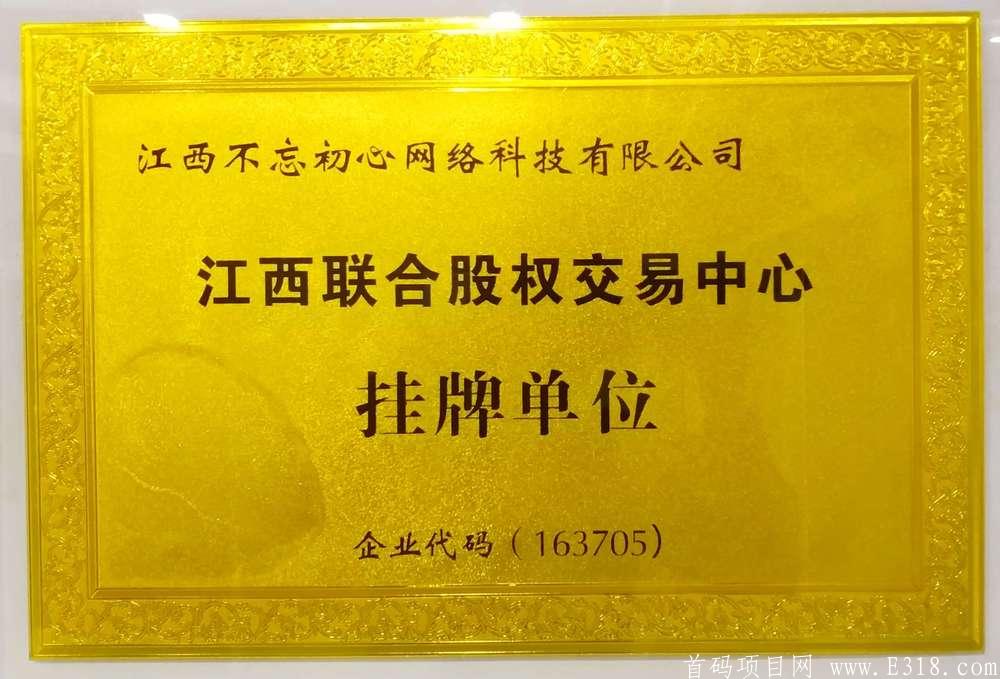 江西不忘初心网络科技有限公司
江西联合股权交易中心
挂牌单位
企业代码（163705）
首码项目网 www.E318.com